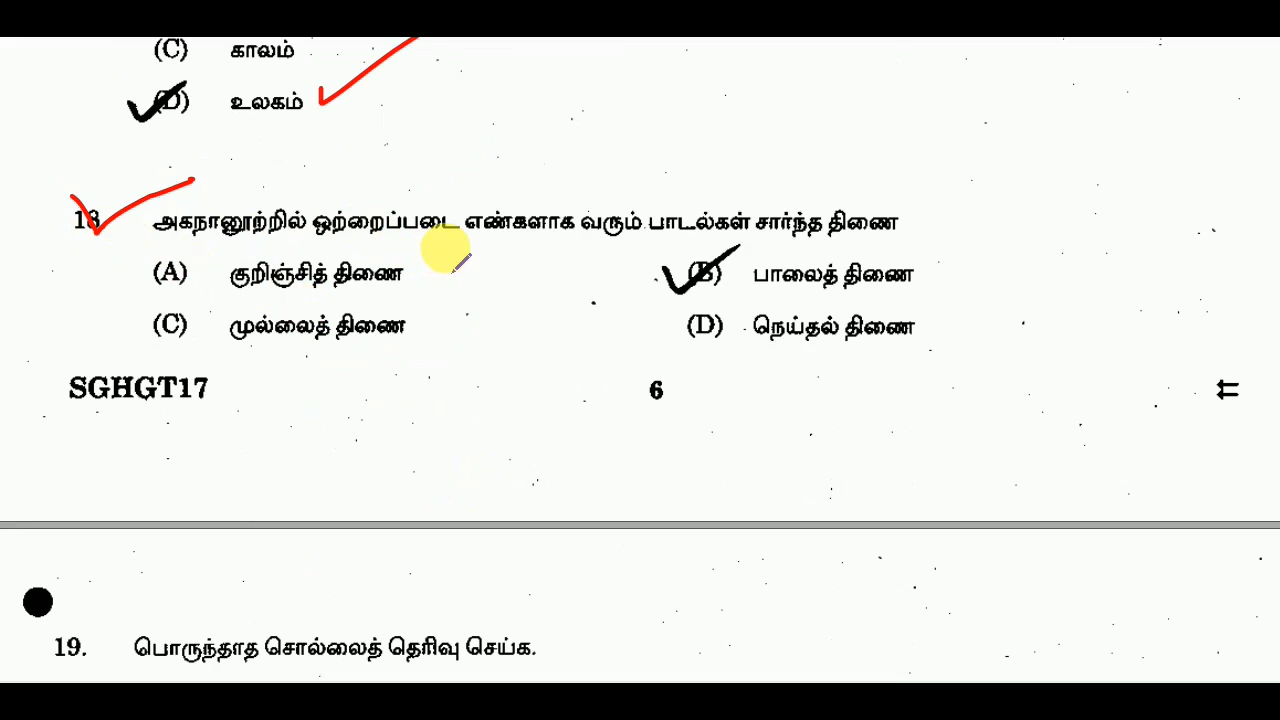 (C) காலம்
(D) உலகம்
18 அகநானூற்றில் ஒற்றைப்படை எண்களாக வரும் பாடல்கள் சார்ந்த திணை
(A) குறிஞ்சித் திணை (B) பாலைத் திணை
(C) முல்லைத் திணை (D) நெய்தல் திணை
SGHGT17 6
19. பொருந்தாத சொல்லைத் தெரிவு செய்க.